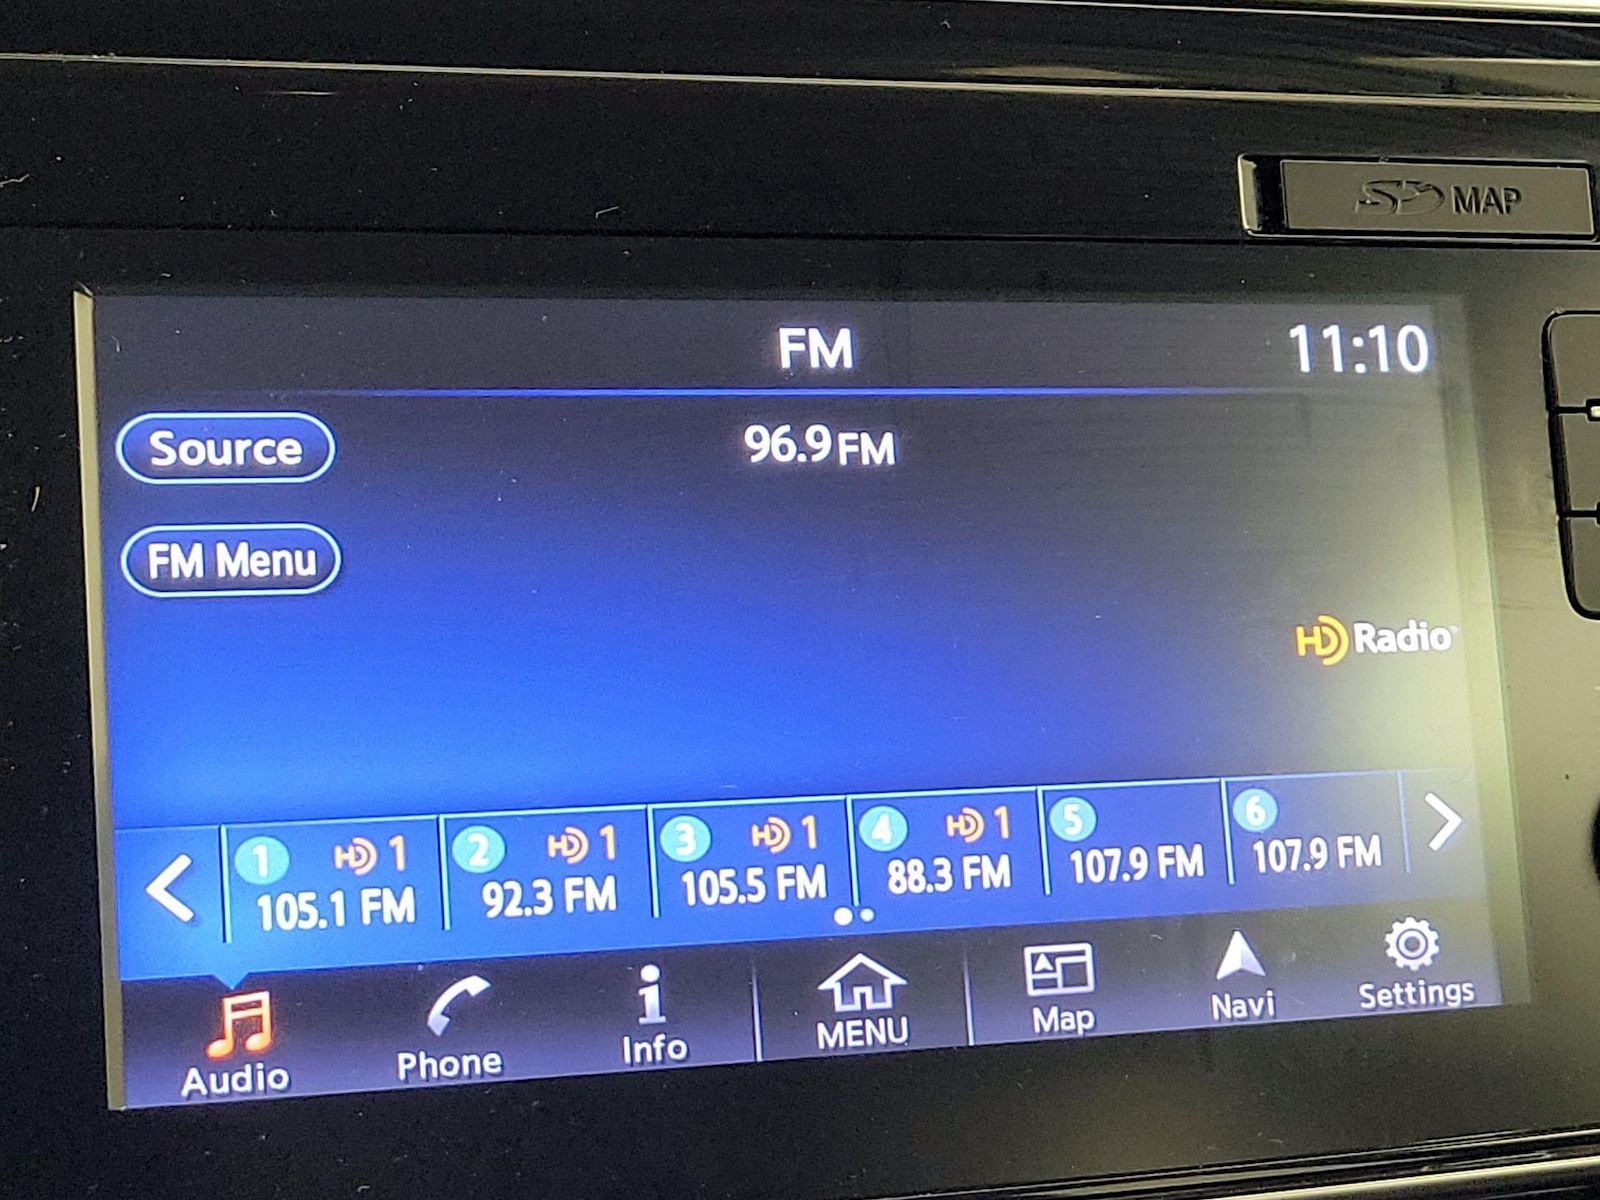 SD MAP
FM 11:10
Source
96.9 FM
FM Menu
HD Radio
1 HD 1
105.1 FM
2 HD 1
92.3 FM
3 HD 1
105.5 FM
4 HD 1
88.3 FM
5
107.9 FM
6
107.9 FM
Audio
Phone
Info
MENU
Map
Navi
Settings